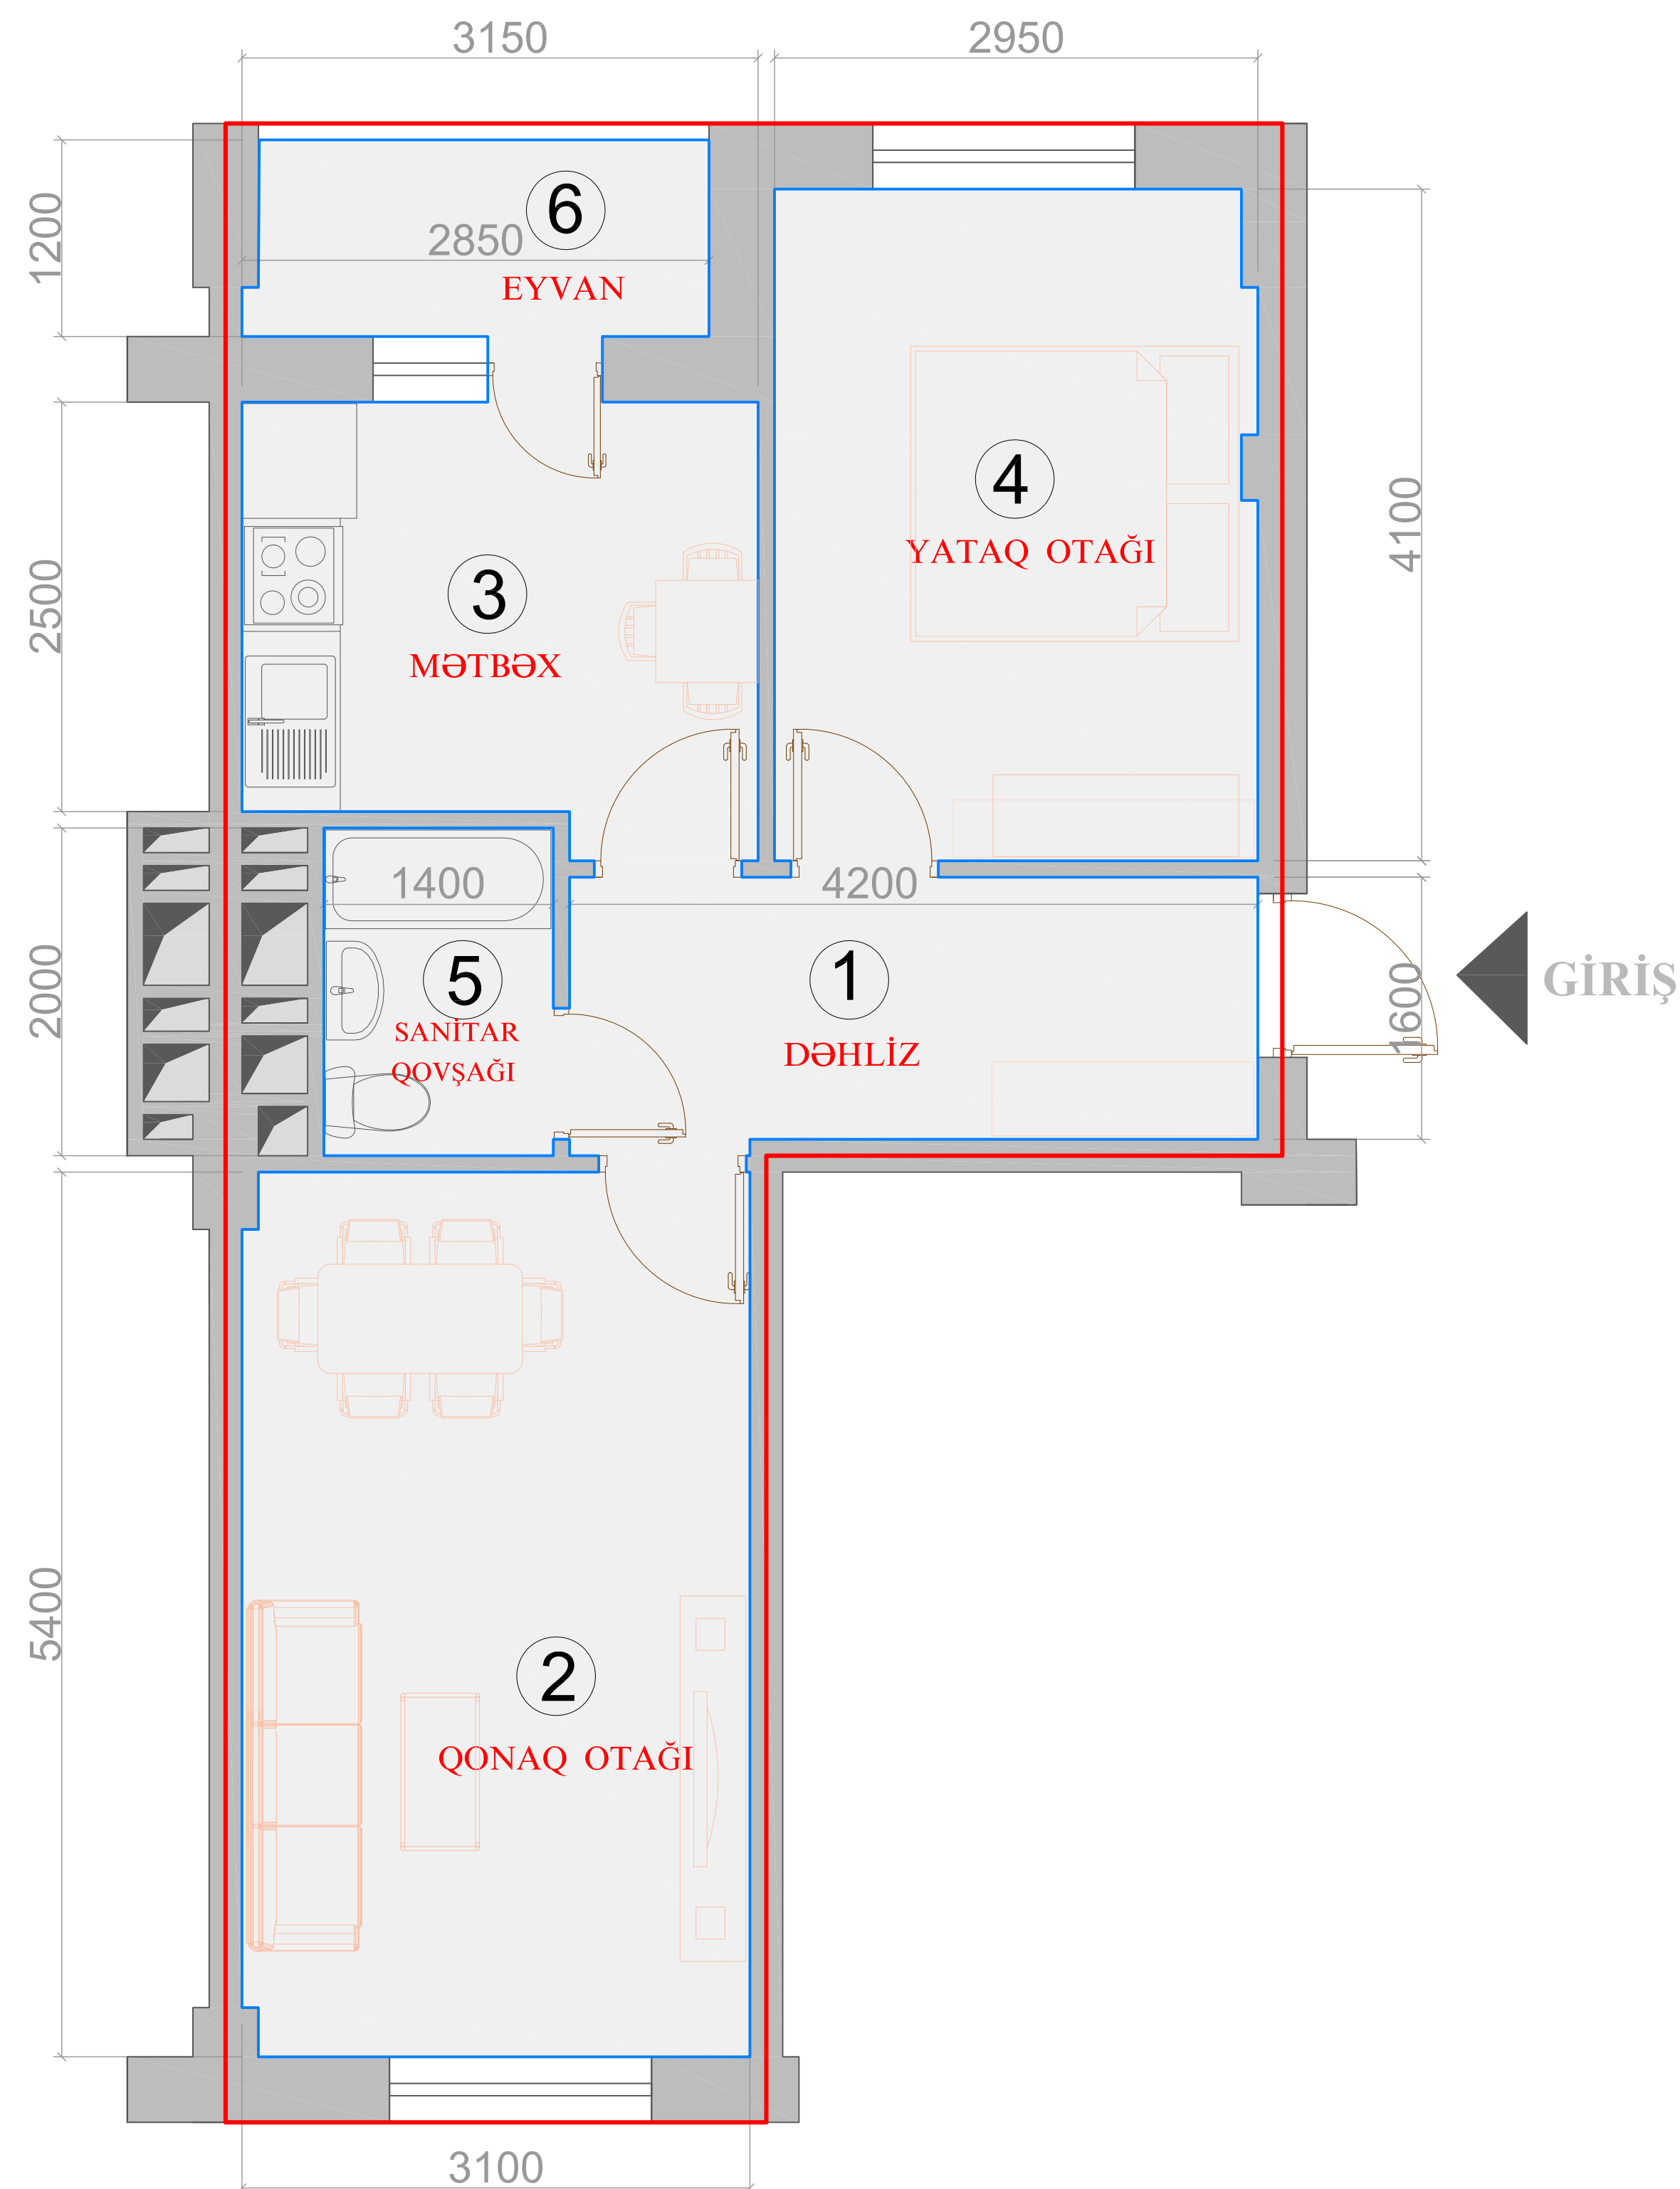 3150
2950
1200
6
2850
EYVAN
4
YATAQ OTAĞI
4100
2500
3
MƏTBƏX
1400
4200
2000
5
SANİTAR
QOVŞAĞI
1
DƏHLİZ
1600
GİRİŞ
5400
2
QONAQ OTAĞI
3100